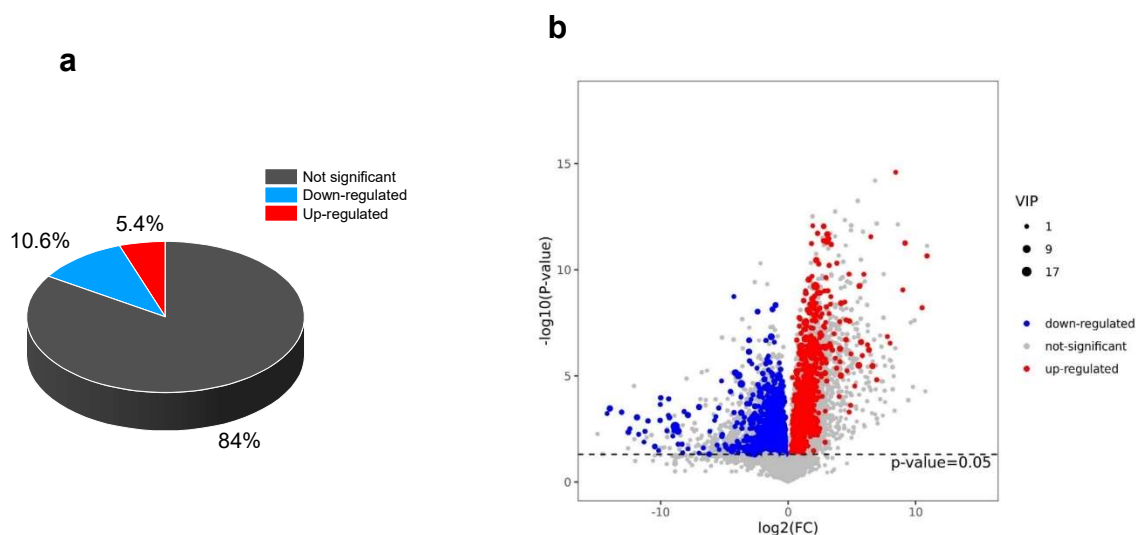 a
Not significant
Down-regulated
Up-regulated
5.4%
10.6%
84%
b
15
10
5
0
-log10(P-value)
-10
0
10
log2(FC)
p-value=0.05
VIP
1
9
17
down-regulated
not-significant
up-regulated